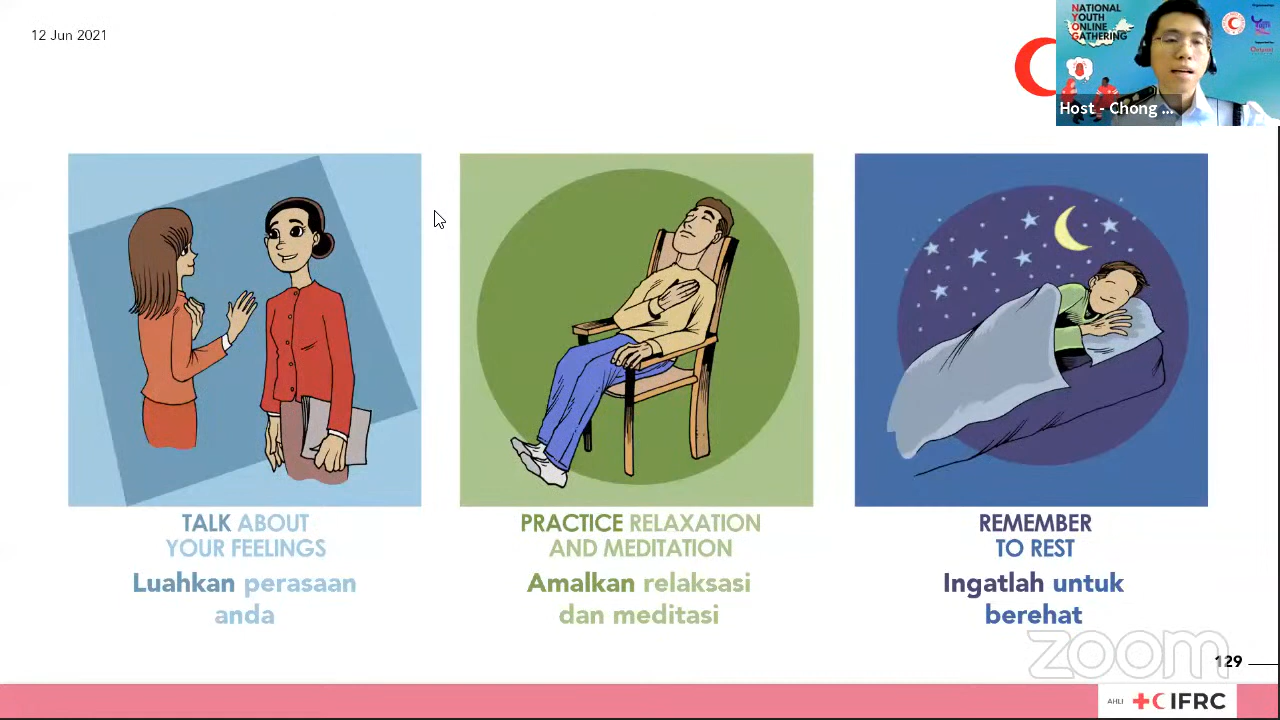 12 Jun 2021
NATIONAL
YOUTH
ONLINE
GATHERING
Host - Chong ...
TALK ABOUT
YOUR FEELINGS
Luahkan perasaan
anda
PRACTICE RELAXATION
AND MEDITATION
Amalkan relaksasi
dan meditasi
REMEMBER
TO REST
Ingatlah untuk
berehat
zoom
129
AHLI
IFRC